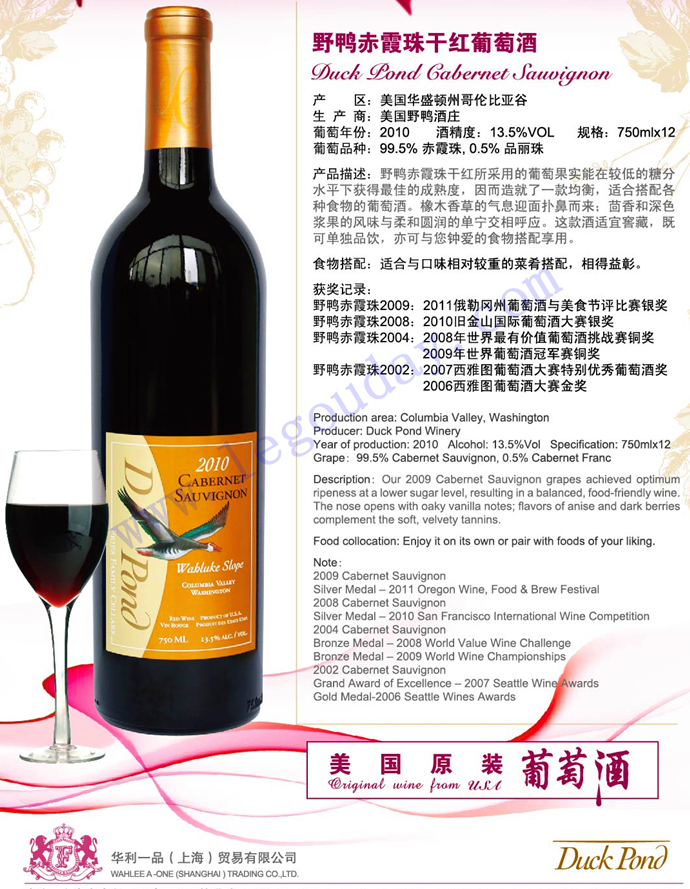 野鸭赤霞珠干红葡萄酒
Duck Pond Cabernet Sauvignon
产 区：美国华盛顿州哥伦比亚谷
生 产 商：美国野鸭酒庄
葡萄年份：2010 酒精度：13.5%VOL 规格：750mlx12
葡萄品种：99.5% 赤霞珠, 0.5% 品丽珠
产品描述：野鸭赤霞珠干红所采用的葡萄果实能在较低的糖分
水平下获得最佳的成熟度，因而造就了一款均衡，适合搭配各
种食物的葡萄酒。橡木香草的气息迎面扑鼻而来；茴香和深色
浆果的风味与柔和圆润的单宁交相呼应。这款酒适宜窖藏，既
可单独品饮，亦可与您钟爱的食物搭配享用。
食物搭配：适合与口味相对较重的菜肴搭配，相得益彰。
获奖记录：
野鸭赤霞珠2009：2011俄勒冈州葡萄酒与美食节评比赛银奖
野鸭赤霞珠2008：2010旧金山国际葡萄酒大赛银奖
野鸭赤霞珠2004：2008年世界最有价值葡萄酒挑战赛铜奖
2009年世界葡萄酒冠军赛铜奖
野鸭赤霞珠2002：2007西雅图葡萄酒大赛特别优秀葡萄酒奖
2006西雅图葡萄酒大赛金奖
Production area: Columbia Valley, Washington
Producer: Duck Pond Winery
Year of production: 2010 Alcohol: 13.5%Vol Specification: 750mlx12
Grape: 99.5% Cabernet Sauvignon, 0.5% Cabernet Franc
Description: Our 2009 Cabernet Sauvignon grapes achieved optimum
ripeness at a lower sugar level, resulting in a balanced, food-friendly wine.
The nose opens with oaky vanilla notes; flavors of anise and dark berries
complement the soft, velvety tannins.
Food collocation: Enjoy it on its own or pair with foods of your liking.
Note:
2009 Cabernet Sauvignon
Silver Medal – 2011 Oregon Wine, Food & Brew Festival
2008 Cabernet Sauvignon
Silver Medal – 2010 San Francisco International Wine Competition
2004 Cabernet Sauvignon
Bronze Medal – 2008 World Value Wine Challenge
Bronze Medal – 2009 World Wine Championships
2002 Cabernet Sauvignon
Grand Award of Excellence – 2007 Seattle Wine Awards
Gold Medal-2006 Seattle Wines Awards
2010
CABERNET
SAUVIGNON
Duck Pond
Wahluke Slope
COLUMBIA VALLEY
WASHINGTON
RED WINE PRODUCT OF U.S.A.
VIN ROUGE PRODUIT DES ETATS-UNIS
750 ML 13.5% ALC./VOL.
www.legouday.com
美国原装 葡萄酒
Original wine from USA
F
华利一品（上海）贸易有限公司
WAHLEE A -ONE (SHANGHAI ) TRADING CO.,LTD.
Duck Pond